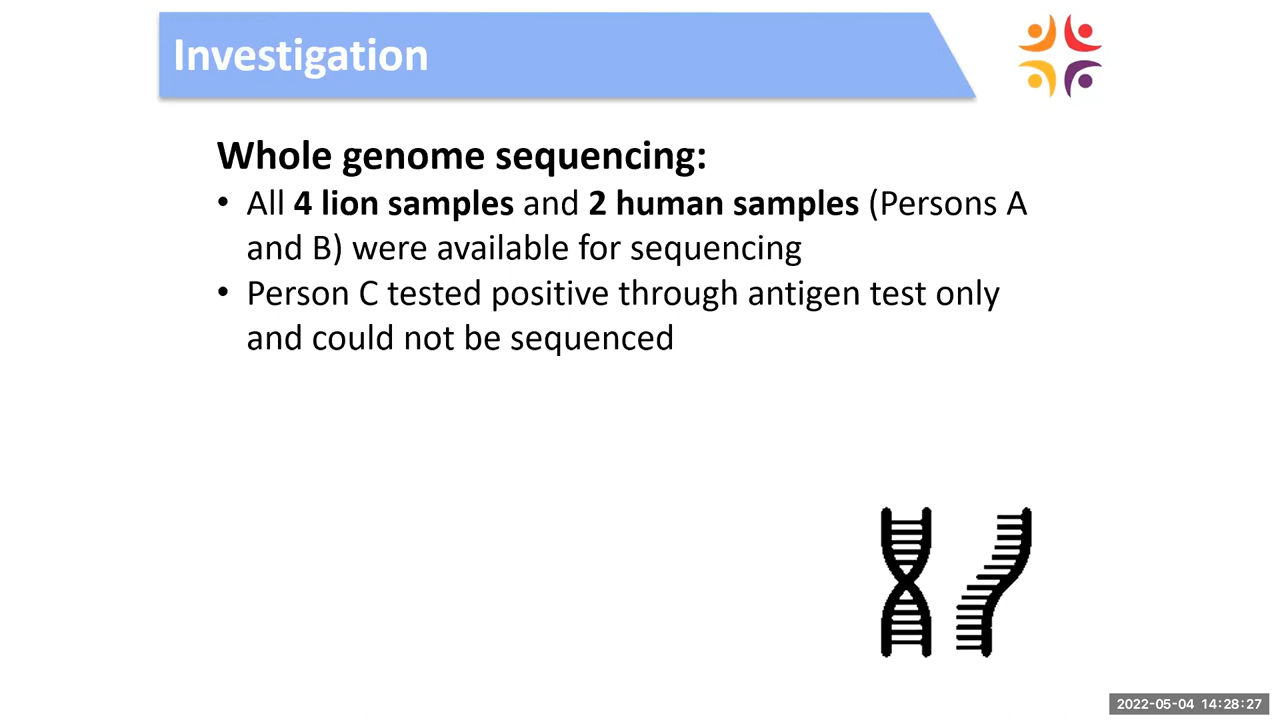 Investigation
Whole genome sequencing:
• All 4 lion samples and 2 human samples (Persons A
and B) were available for sequencing
• Person C tested positive through antigen test only
and could not be sequenced
2022-05-04 14:28:27